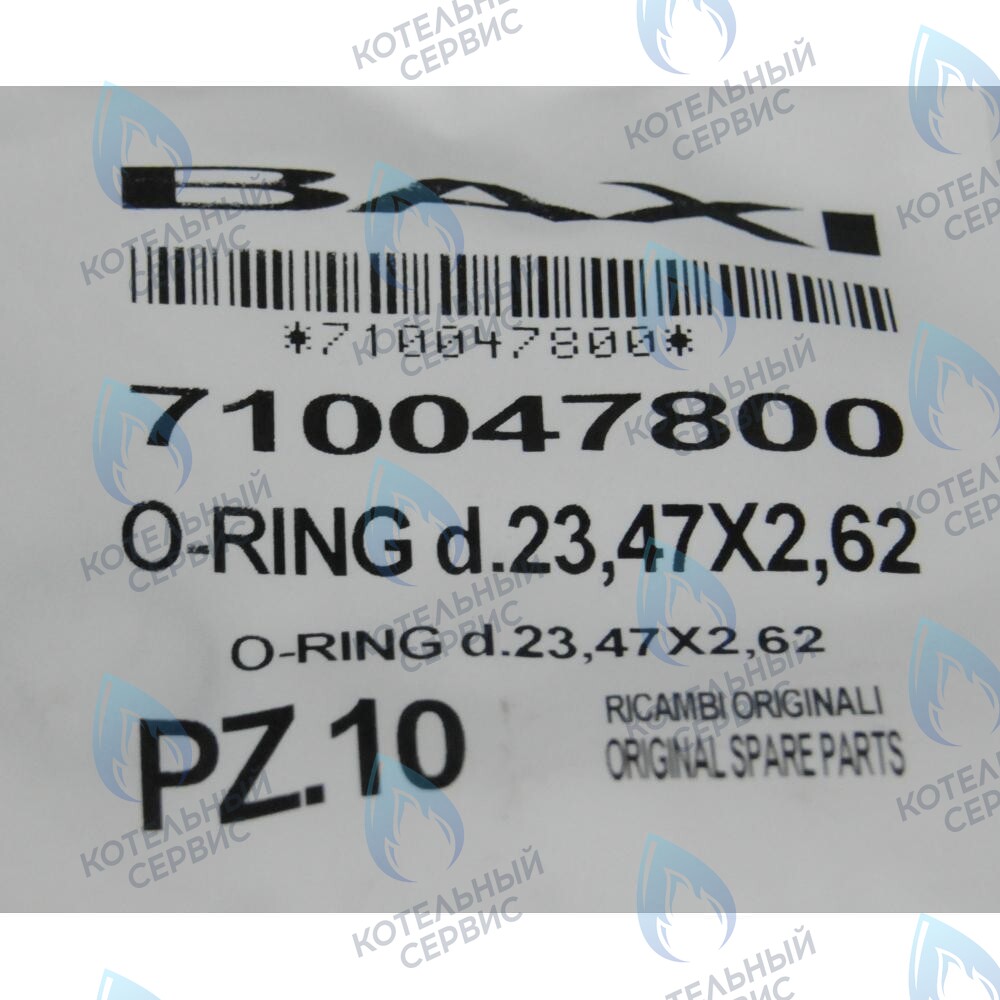 BAXI
*710047800*
710047800
O-RING d.23,47X2,62
O-RING d.23,47X2,62
PZ.10
RICAMBI ORIGINALI
ORIGINAL SPARE PARTS
КОТЕЛЬНЫЙ
СЕРВИС